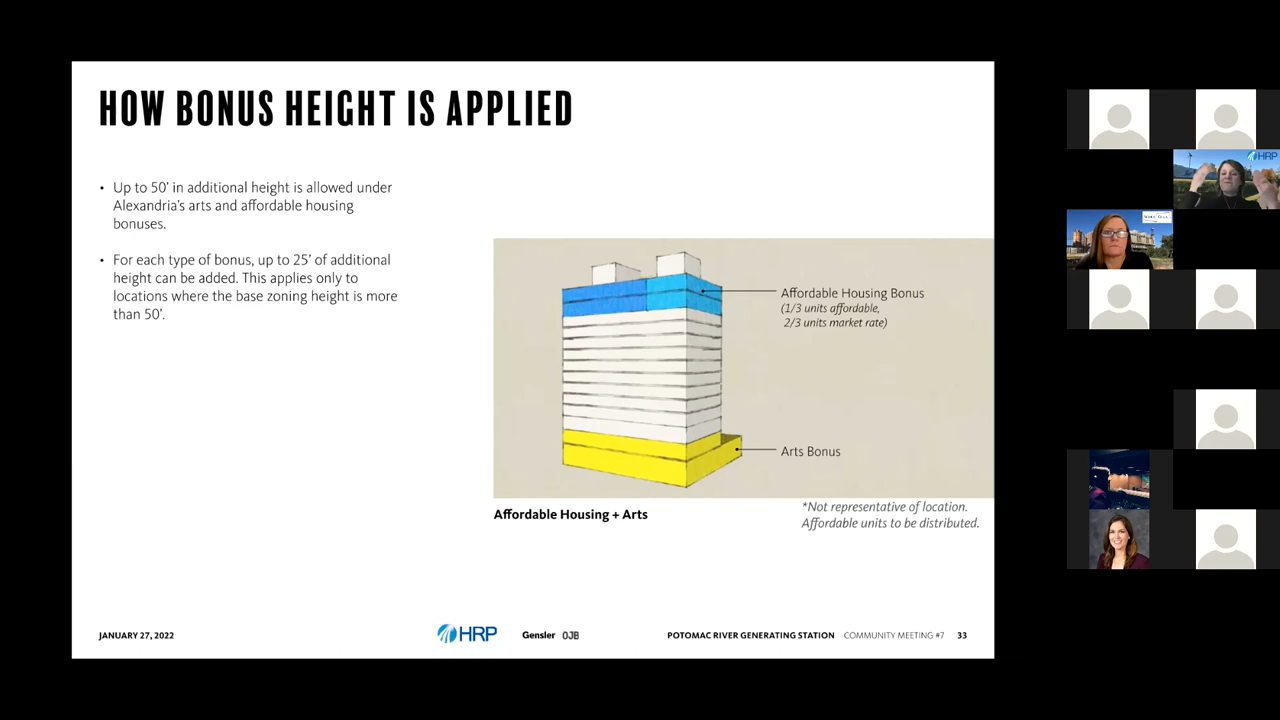 HOW BONUS HEIGHT IS APPLIED
• Up to 50' in additional height is allowed under
Alexandria's arts and affordable housing
bonuses.
• For each type of bonus, up to 25' of additional
height can be added. This applies only to
locations where the base zoning height is more
than 50'.
Affordable Housing Bonus
(1/3 units affordable,
2/3 units market rate)
Arts Bonus
Affordable Housing + Arts
*Not representative of location.
Affordable units to be distributed.
JANUARY 27, 2022
HRP
Gensler
OJB
POTOMAC RIVER GENERATING STATION COMMUNITY MEETING #7 33
HRP